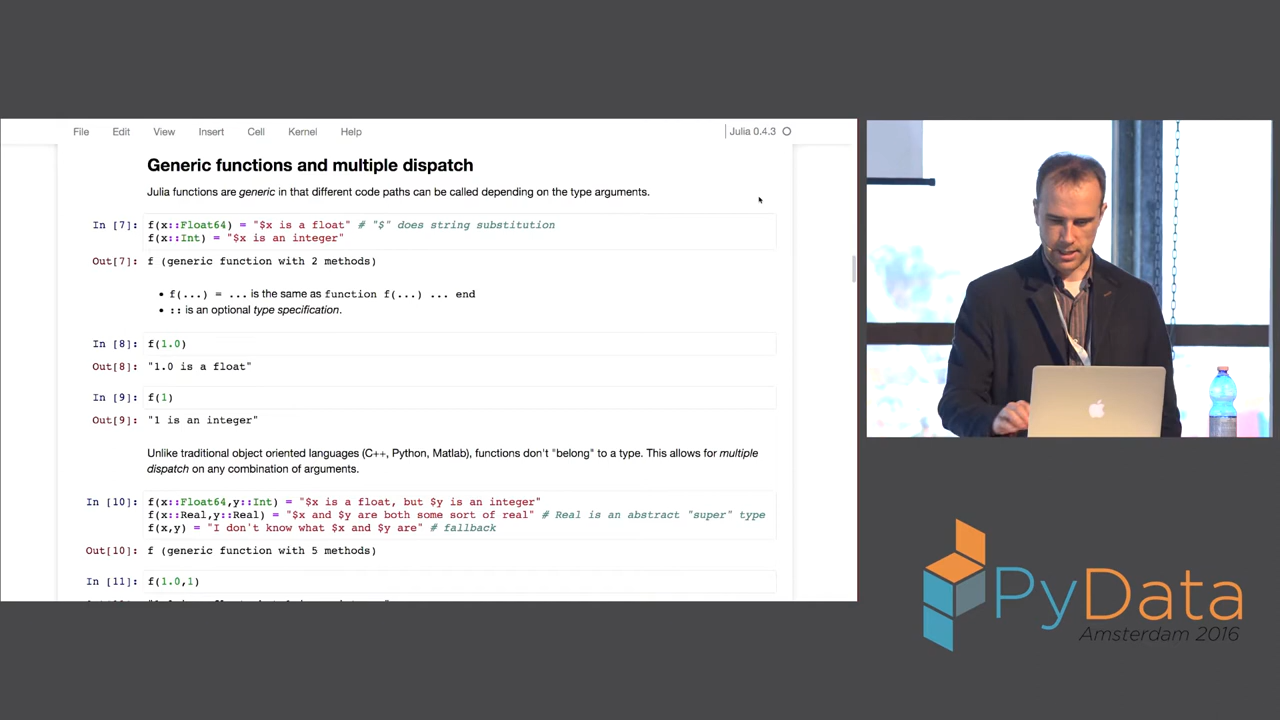 File Edit View Insert Cell Kernel Help Julia 0.4.3
Generic functions and multiple dispatch
Julia functions are generic in that different code paths can be called depending on the type arguments.
In [7]: f(x::Float64) = "$x is a float" # "$" does string substitution
f(x::Int) = "$x is an integer"
Out[7]: f (generic function with 2 methods)
• f(...) = ... is the same as function f(...) ... end
• :: is an optional type specification.
In [8]: f(1.0)
Out[8]: "1.0 is a float"
In [9]: f(1)
Out[9]: "1 is an integer"
Unlike traditional object oriented languages (C++, Python, Matlab), functions don't "belong" to a type. This allows for multiple
dispatch on any combination of arguments.
In [10]: f(x::Float64,y::Int) = "$x is a float, but $y is an integer"
f(x::Real,y::Real) = "$x and $y are both some sort of real" # Real is an abstract "super" type
f(x,y) = "I don't know what $x and $y are" # fallback
Out[10]: f (generic function with 5 methods)
In [11]: f(1.0,1)
PyData
Amsterdam 2016